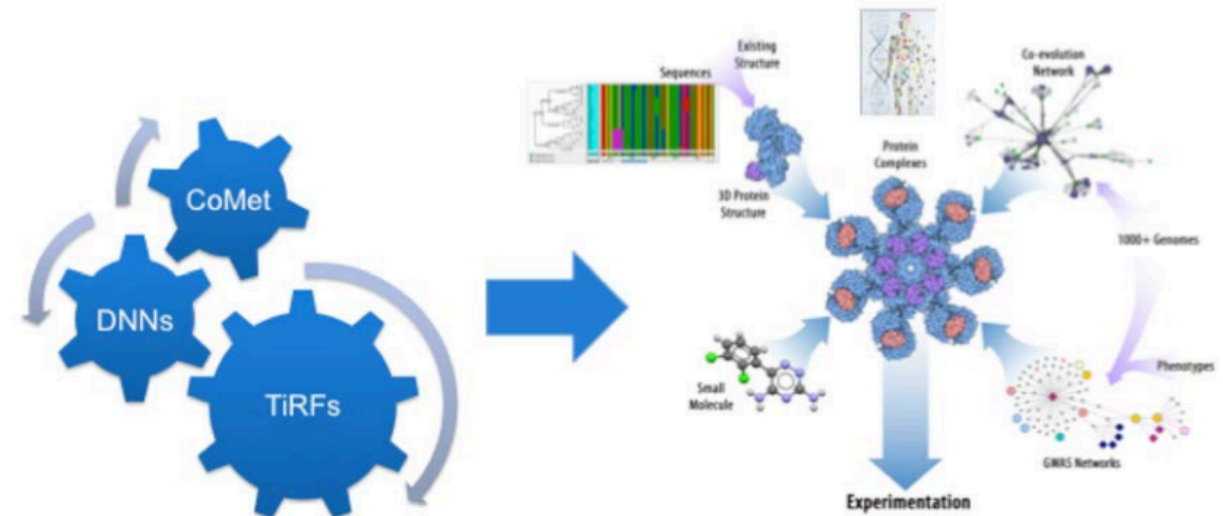 CoMet
DNNs
TiRFs
Sequences
Existing
Structure
3D Protein
Structure
Protein
Complexes
Co-evolution
Network
1000+ Genomes
Phenotypes
GWAS Networks
Small
Molecule
Experimentation